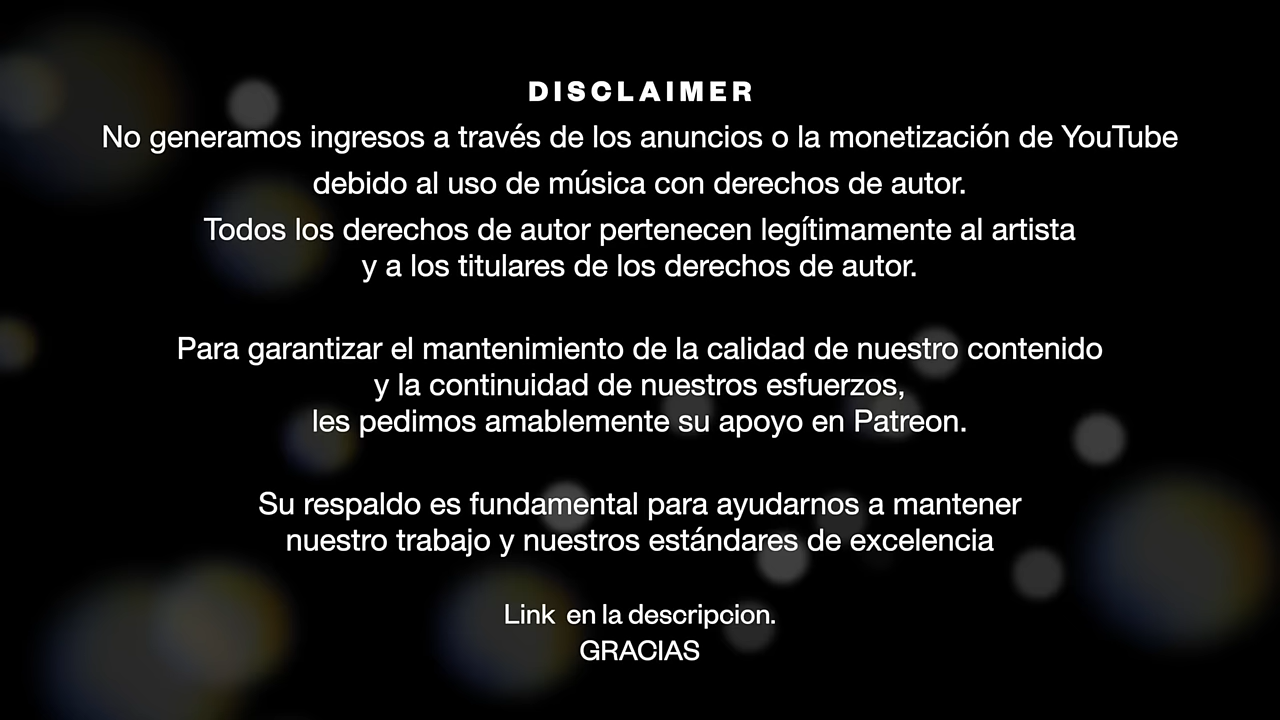 DISCLAIMER
No generamos ingresos a través de los anuncios o la monetización de YouTube
debido al uso de música con derechos de autor.
Todos los derechos de autor pertenecen legítimamente al artista
y a los titulares de los derechos de autor.
Para garantizar el mantenimiento de la calidad de nuestro contenido
y la continuidad de nuestros esfuerzos,
les pedimos amablemente su apoyo en Patreon.
Su respaldo es fundamental para ayudarnos a mantener
nuestro trabajo y nuestros estándares de excelencia
Link en la descripcion.
GRACIAS